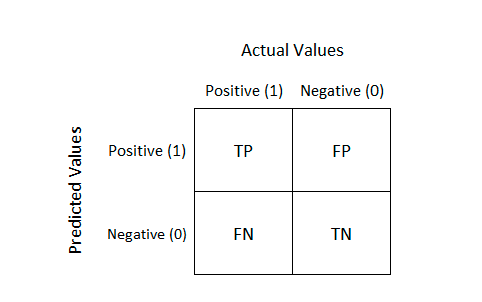 Actual Values
Positive (1) Negative (0)
Predicted Values
Positive (1) TP FP
Negative (0) FN TN